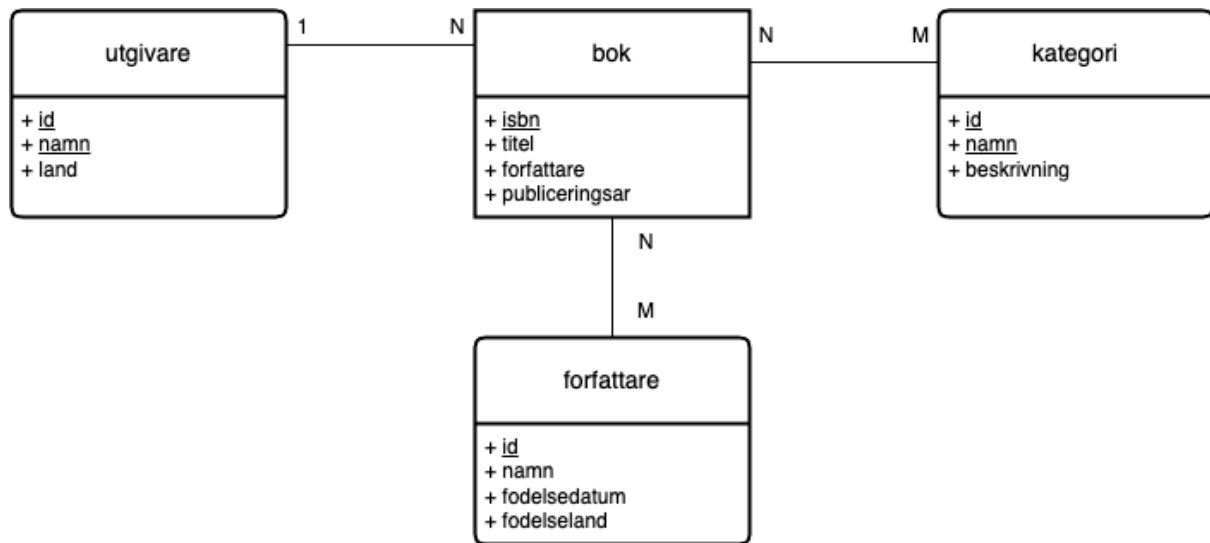 utgivare
+ id
+ namn
+ land
1
N
bok
+ isbn
+ titel
+ forfattare
+ publiceringsar
N
M
kategori
+ id
+ namn
+ beskrivning
N
M
forfattare
+ id
+ namn
+ fodelsedatum
+ fodelseland